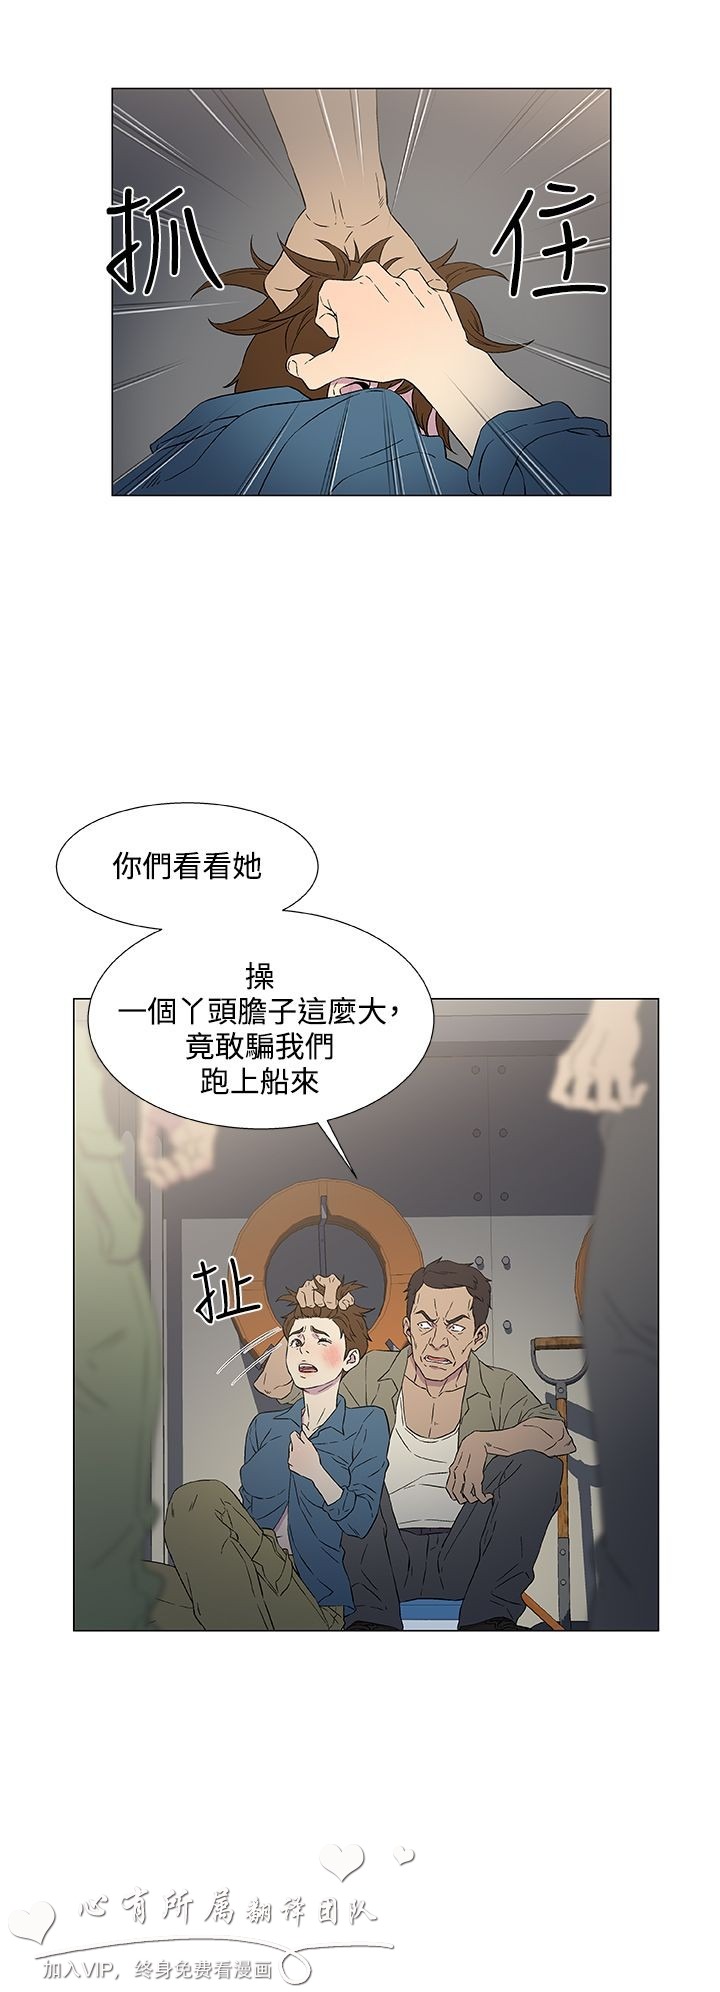 抓住
你們看看她
操
一個丫頭膽子這麼大,
竟敢騙我們
跑上船來
扯
心有所属翻译团队
加入VIP，终身免费看漫画